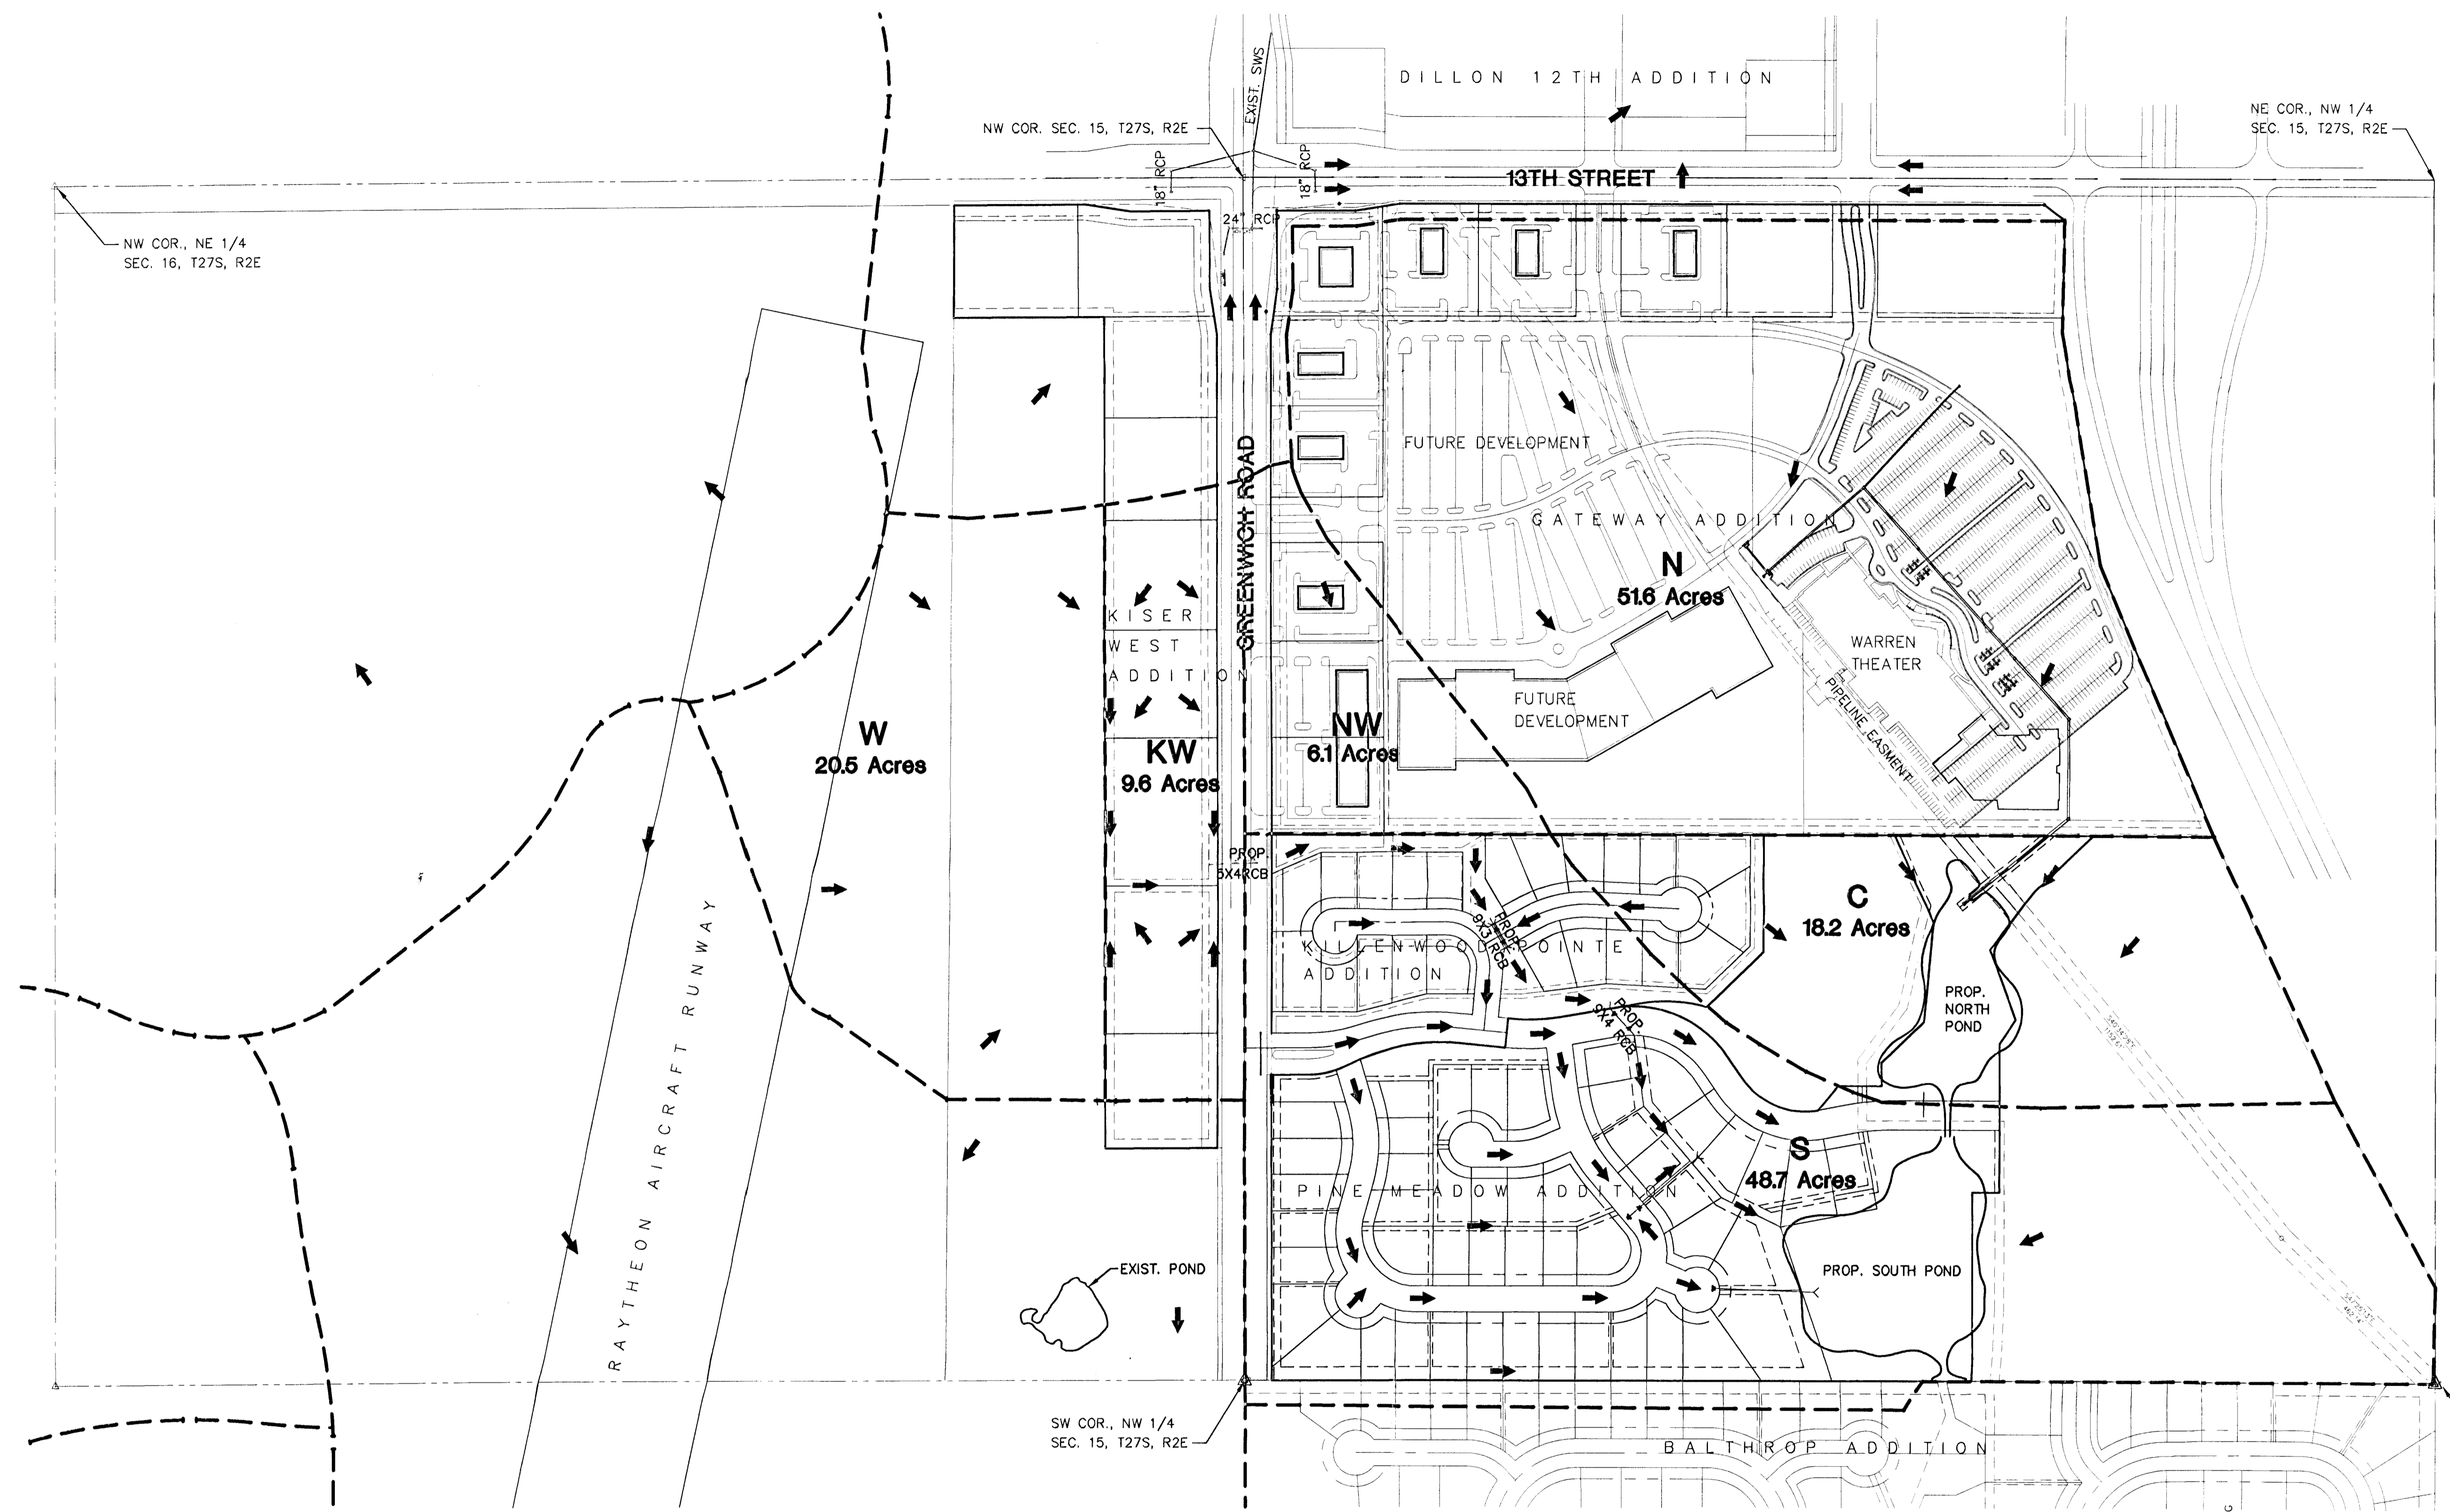 DILLON 12TH ADDITION
EXIST. SWS
NW COR. SEC. 15, T27S, R2E
NE COR., NW 1/4
SEC. 15, T27S, R2E
18" RCP
18" RCP
13TH STREET
24" RCP
NW COR., NE 1/4
SEC. 16, T27S, R2E
GREENWICH ROAD
FUTURE DEVELOPMENT
GATEWAY ADDITION
N
51.6 Acres
KISER
WEST
ADDITION
WARREN
THEATER
PIPELINE EASMENT
FUTURE
DEVELOPMENT
W
20.5 Acres
KW
9.6 Acres
NW
6.1 Acres
PROP.
5X4RCB
C
18.2 Acres
PROP.
9X3 RCB
KILLENWOOD POINTE
ADDITION
PROP.
NORTH
POND
PROP.
9X4 RCB
RAYTHEON AIRCRAFT RUNWAY
S
48.7 Acres
PINE MEADOW ADDITION
EXIST. POND
PROP. SOUTH POND
SW COR., NW 1/4
SEC. 15, T27S, R2E
BALTHROP ADDITION